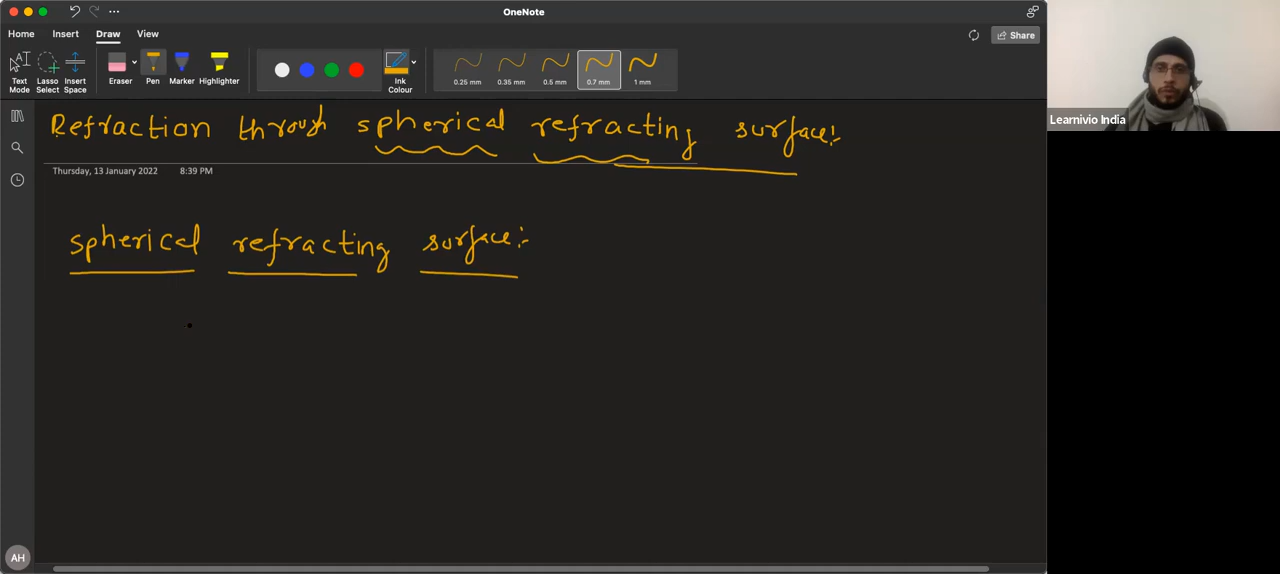 OneNote
Home Insert Draw View
Share
Text Mode
Lasso Select
Insert Space
Eraser
Pen
Marker
Highlighter
Ink Colour
0.25 mm
0.35 mm
0.5 mm
0.7 mm
1 mm
Learnivio India
Refraction through spherical refracting surface:-
Thursday, 13 January 2022 8:39 PM
spherical refracting surface:-
AH